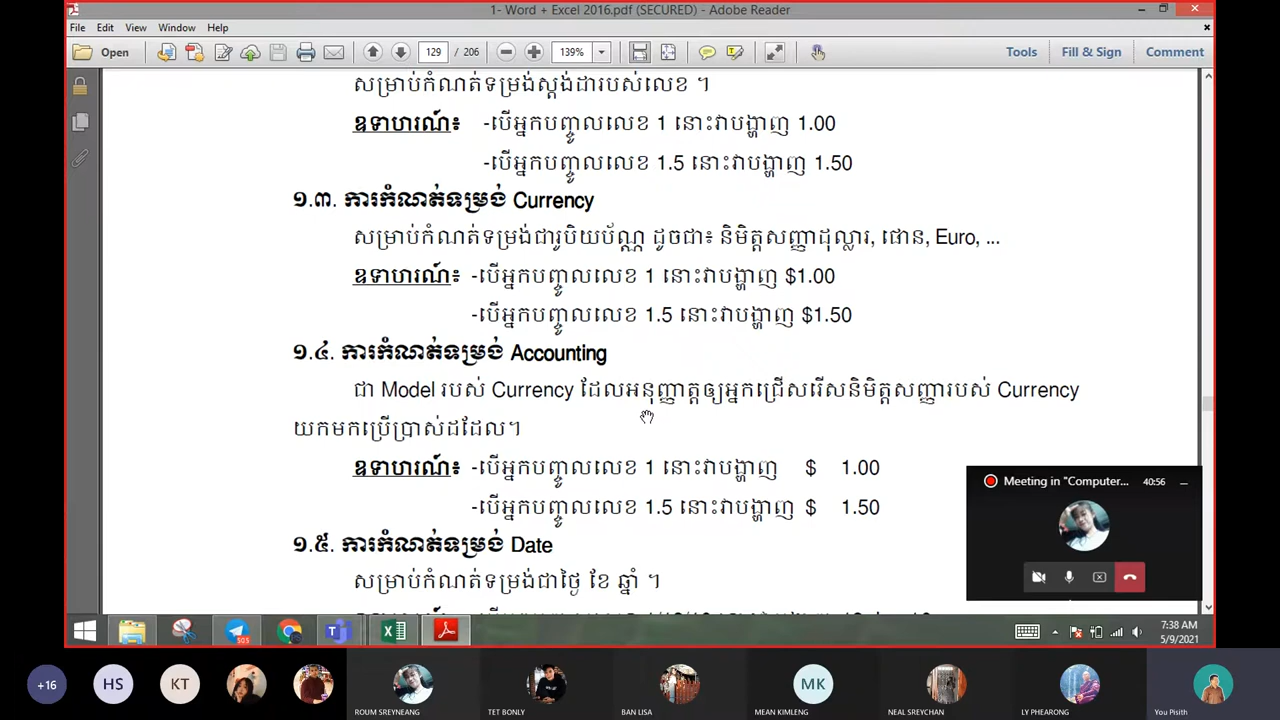 1- Word + Excel 2016.pdf (SECURED) - Adobe Reader
File Edit View Window Help
Open 129 / 206 139% Tools Fill & Sign Comment
សម្រាប់កំណត់ទម្រង់ស្តង់ដារបស់លេខ ។
ឧទាហរណ៍៖ -បើអ្នកបញ្ចូលលេខ 1 នោះវាបង្ហាញ 1.00
-បើអ្នកបញ្ចូលលេខ 1.5 នោះវាបង្ហាញ 1.50
១.៣. ការកំណត់ទម្រង់ Currency
សម្រាប់កំណត់ទម្រង់ជារូបិយប័ណ្ណ ដូចជា៖ និមិត្តសញ្ញាដុល្លារ, ផោន, Euro, ...
ឧទាហរណ៍៖ -បើអ្នកបញ្ចូលលេខ 1 នោះវាបង្ហាញ $1.00
-បើអ្នកបញ្ចូលលេខ 1.5 នោះវាបង្ហាញ $1.50
១.៤. ការកំណត់ទម្រង់ Accounting
ជា Model របស់ Currency ដែលអនុញ្ញាតឲ្យអ្នកជ្រើសរើសនិមិត្តសញ្ញារបស់ Currency
យកមកប្រើប្រាស់ដដែល។
ឧទាហរណ៍៖ -បើអ្នកបញ្ចូលលេខ 1 នោះវាបង្ហាញ $ 1.00
-បើអ្នកបញ្ចូលលេខ 1.5 នោះវាបង្ហាញ $ 1.50
១.៥. ការកំណត់ទម្រង់ Date
សម្រាប់កំណត់ទម្រង់ជាថ្ងៃ ខែ ឆ្នាំ ។
Meeting in "Computer... 40:56
505
7:38 AM
5/9/2021
+16 HS KT MK
ROUM SREYNEANG TET BONLY BAN LISA MEAN KIMLENG NEAL SREYCHAN LY PHEARONG You Pisith